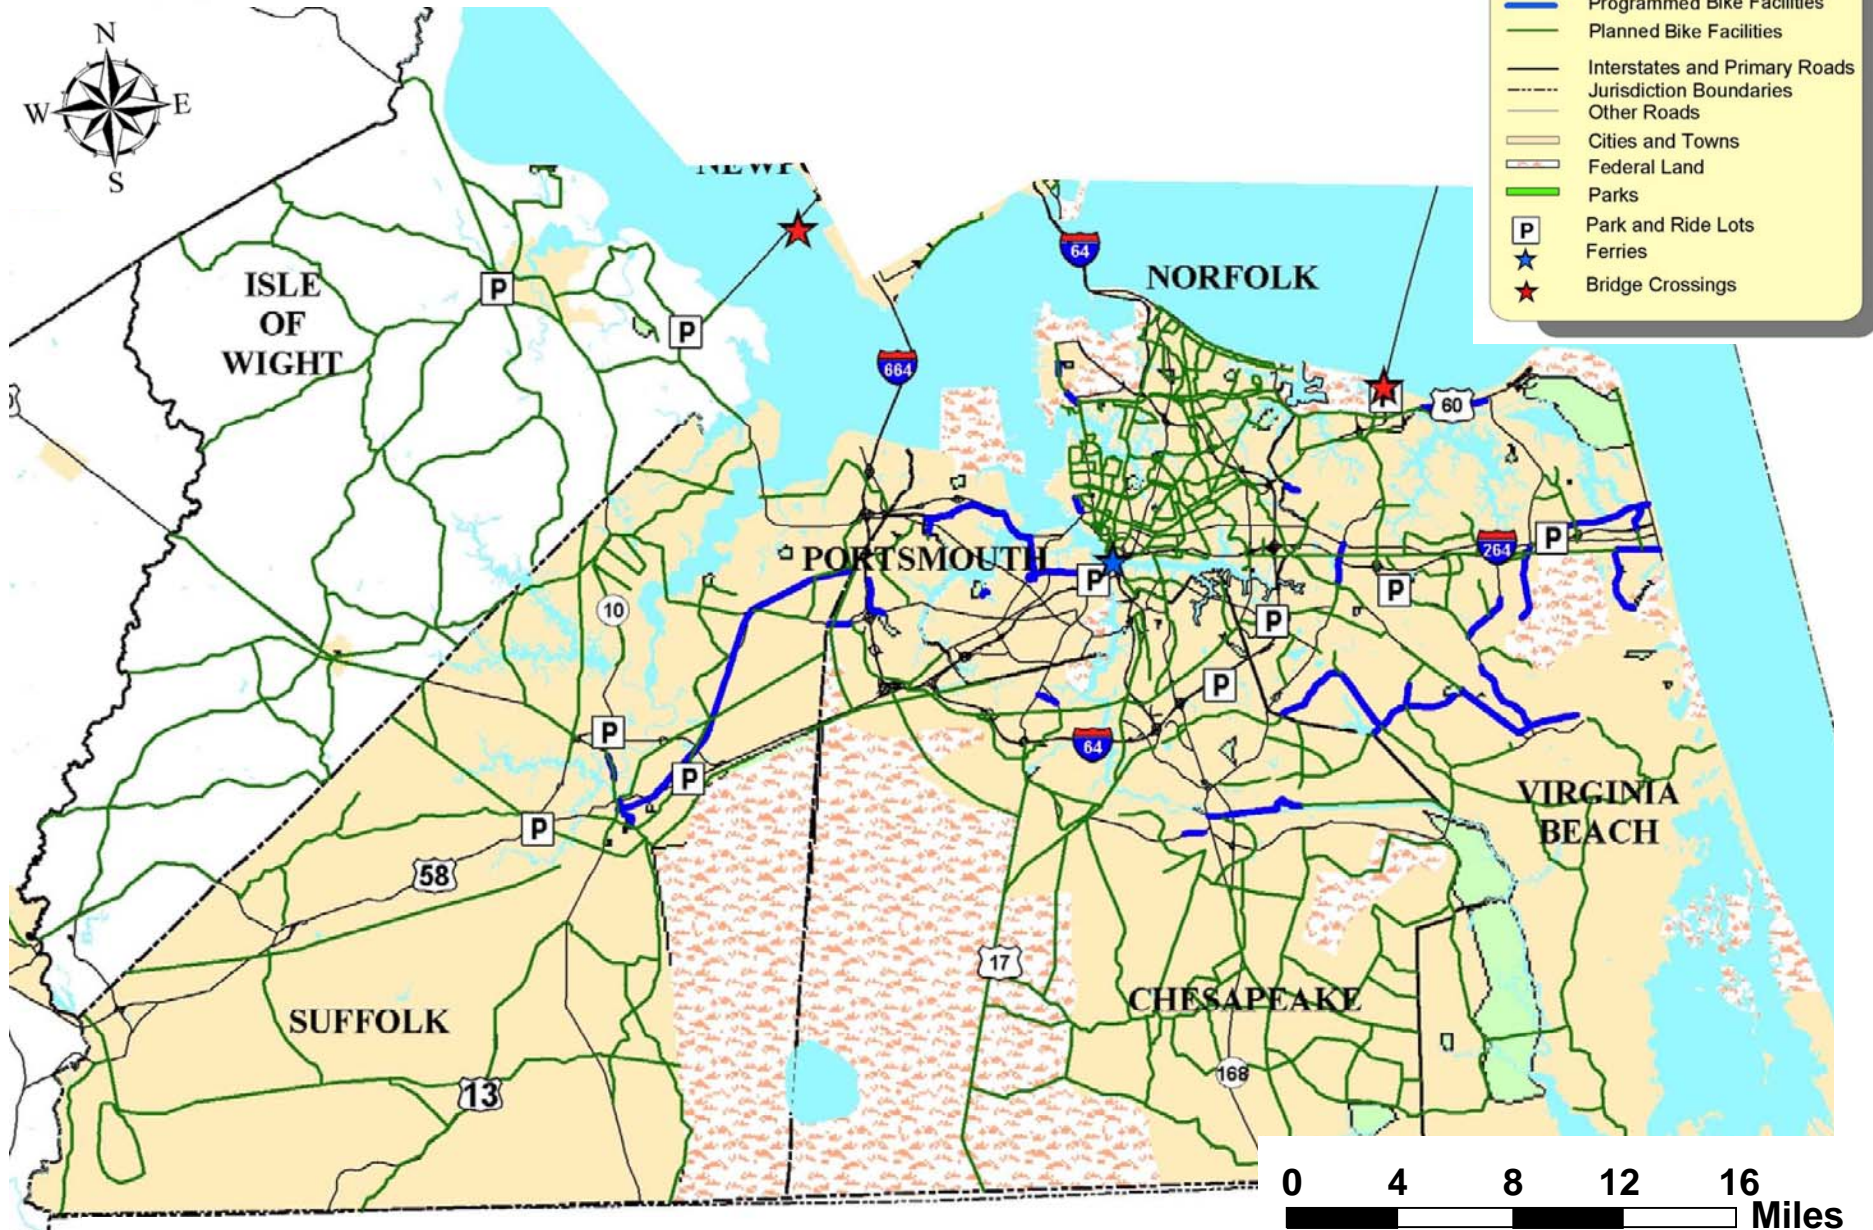 N
W E
S
Programmed Bike Facilities
Planned Bike Facilities
Interstates and Primary Roads
Jurisdiction Boundaries
Other Roads
Cities and Towns
Federal Land
Parks
P Park and Ride Lots
Ferries
Bridge Crossings
64
NORFOLK
ISLE
OF
WIGHT
P
P
664
P
60
PORTSMOUTH
264
P
P
P
10
P
P
P
64
P
P
58
VIRGINIA
BEACH
17
CHESAPEAKE
SUFFOLK
168
13
0 4 8 12 16
Miles